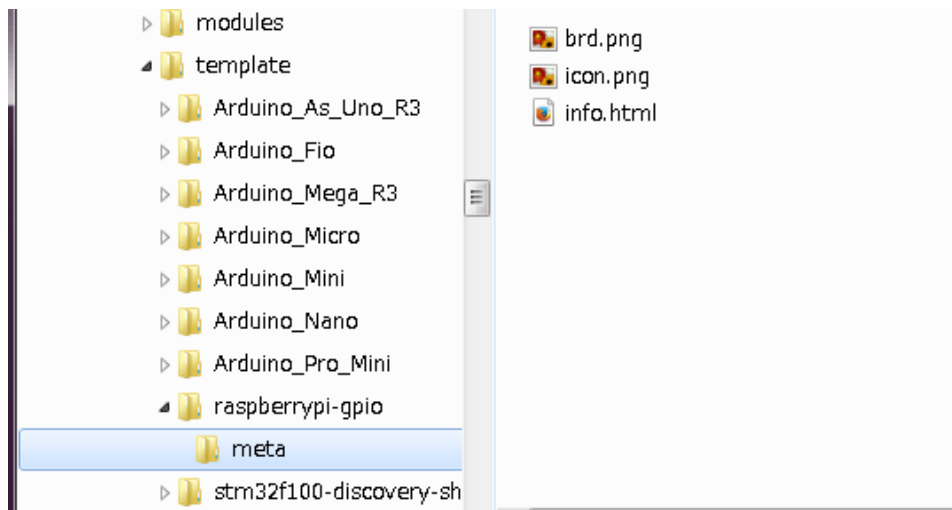 modules
template
Arduino_As_Uno_R3
Arduino_Fio
Arduino_Mega_R3
Arduino_Micro
Arduino_Mini
Arduino_Nano
Arduino_Pro_Mini
raspberrypi-gpio
meta
stm32f100-discovery-sh
brd.png
icon.png
info.html